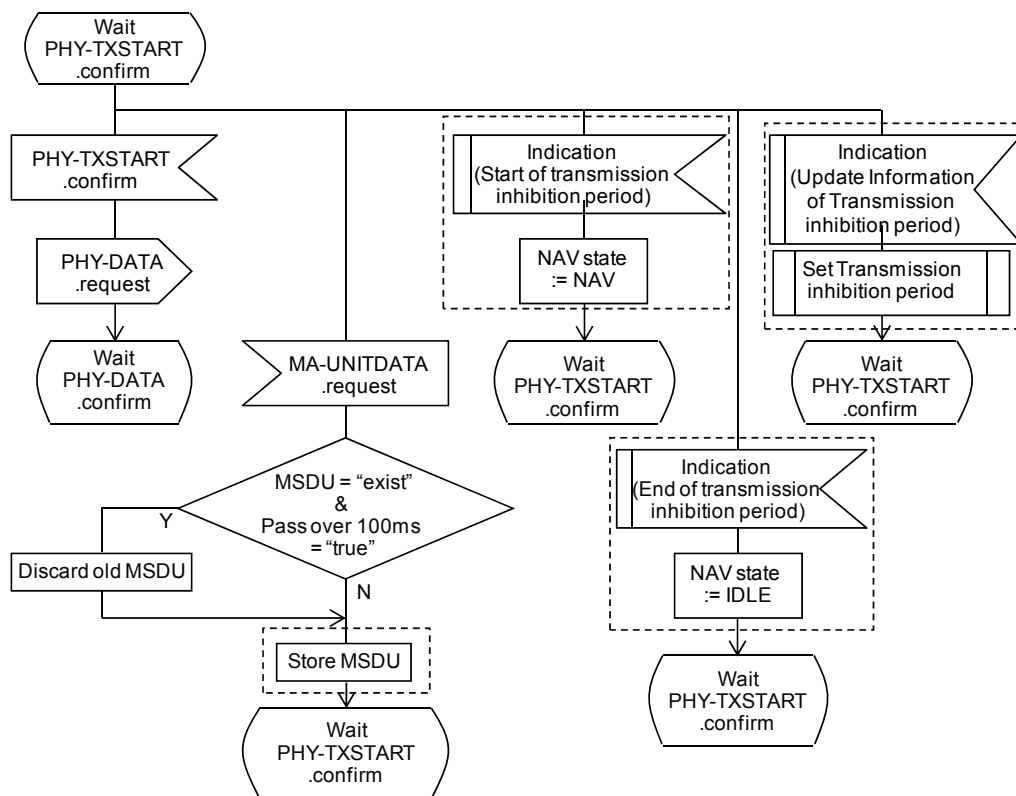 Wait
PHY-TXSTART
.confirm
PHY-TXSTART
.confirm
PHY-DATA
.request
Wait
PHY-DATA
.confirm
MA-UNITDATA
.request
MSDU = “exist”
&
Pass over 100ms
= “true”
Y
N
Discard old MSDU
Store MSDU
Wait
PHY-TXSTART
.confirm
Indication
(Start of transmission
inhibition period)
NAV state
:= NAV
Wait
PHY-TXSTART
.confirm
Indication
(End of transmission
inhibition period)
NAV state
:= IDLE
Wait
PHY-TXSTART
.confirm
Indication
(Update Information
of Transmission
inhibition period)
Set Transmission
inhibition period
Wait
PHY-TXSTART
.confirm